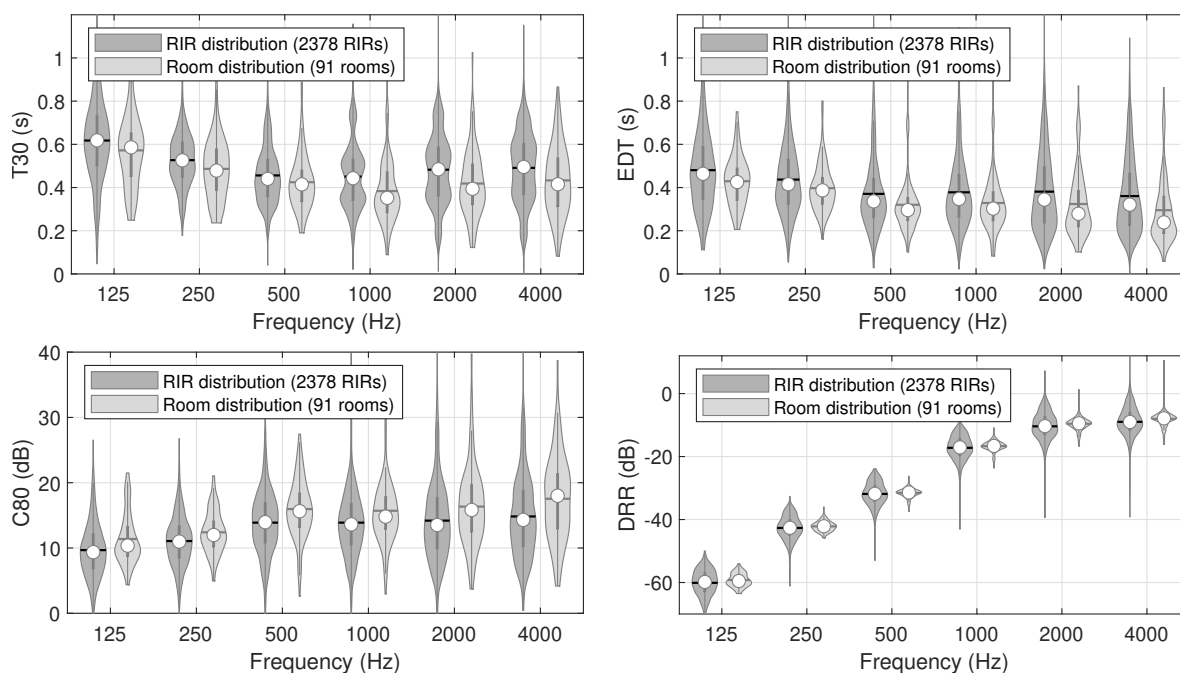 T30 (s)
1
0.8
0.6
0.4
0.2
0
RIR distribution (2378 RIRs)
Room distribution (91 rooms)
125 250 500 1000 2000 4000
Frequency (Hz)
EDT (s)
1
0.8
0.6
0.4
0.2
0
RIR distribution (2378 RIRs)
Room distribution (91 rooms)
125 250 500 1000 2000 4000
Frequency (Hz)
C80 (dB)
40
30
20
10
0
RIR distribution (2378 RIRs)
Room distribution (91 rooms)
125 250 500 1000 2000 4000
Frequency (Hz)
DRR (dB)
0
-20
-40
-60
RIR distribution (2378 RIRs)
Room distribution (91 rooms)
125 250 500 1000 2000 4000
Frequency (Hz)